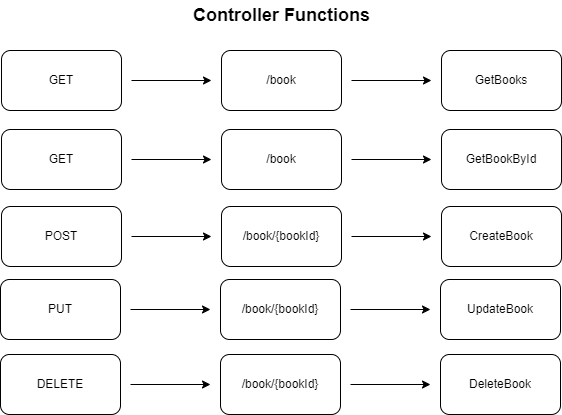 Controller Functions
GET /book GetBooks
GET /book GetBookById
POST /book/{bookId} CreateBook
PUT /book/{bookId} UpdateBook
DELETE /book/{bookId} DeleteBook